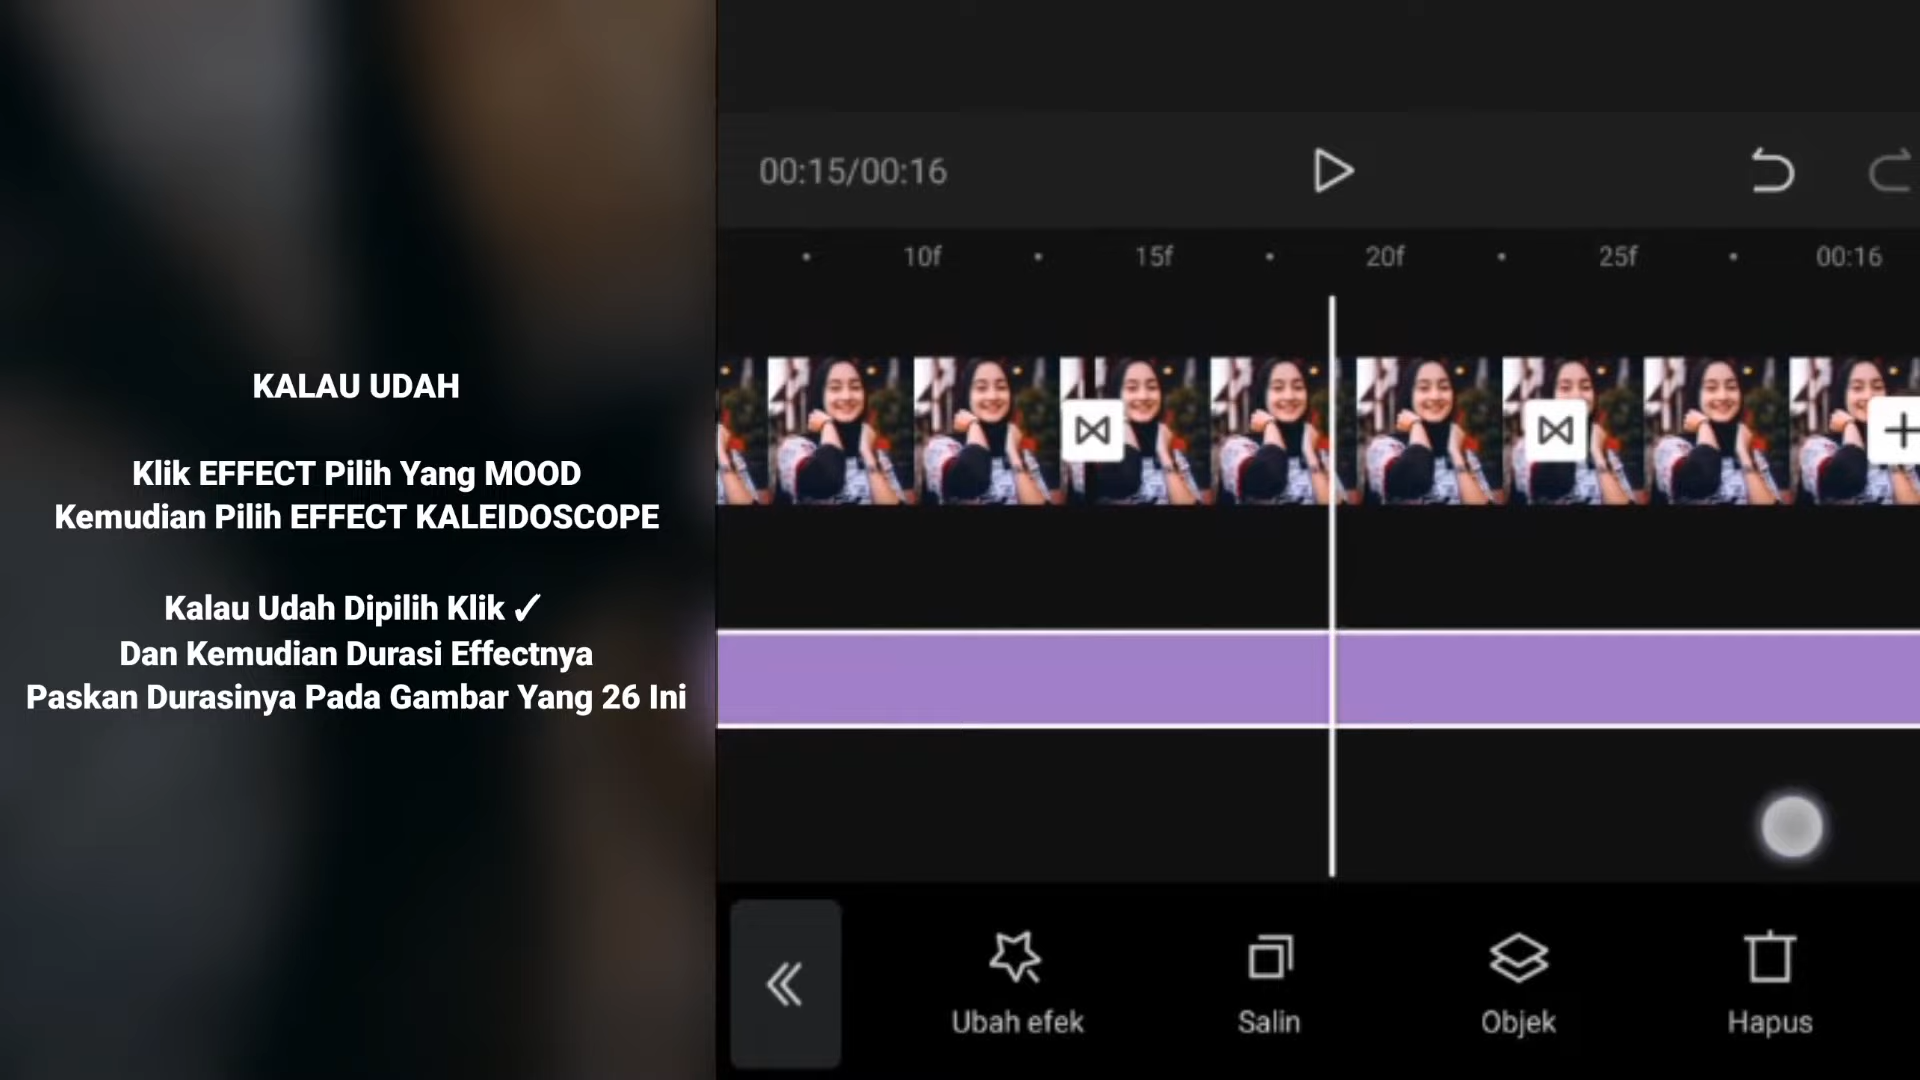 KALAU UDAH
Klik EFFECT Pilih Yang MOOD
Kemudian Pilih EFFECT KALEIDOSCOPE
Kalau Udah Dipilih Klik ✓
Dan Kemudian Durasi Effectnya
Paskan Durasinya Pada Gambar Yang 26 Ini
00:15/00:16
10f 15f 20f 25f 00:16
Ubah efek Salin Objek Hapus